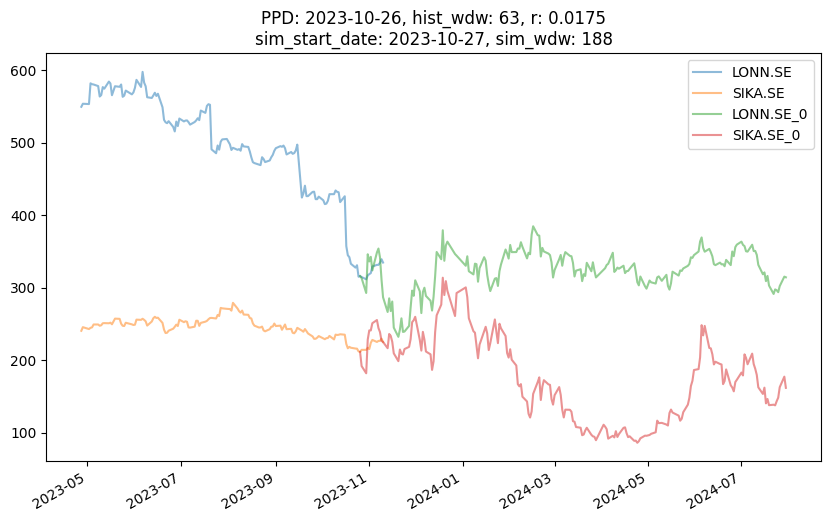 PPD: 2023-10-26, hist_wdw: 63, r: 0.0175
sim_start_date: 2023-10-27, sim_wdw: 188
LONN.SE
SIKA.SE
LONN.SE_0
SIKA.SE_0
600
500
400
300
200
100
2023-05
2023-07
2023-09
2023-11
2024-01
2024-03
2024-05
2024-07